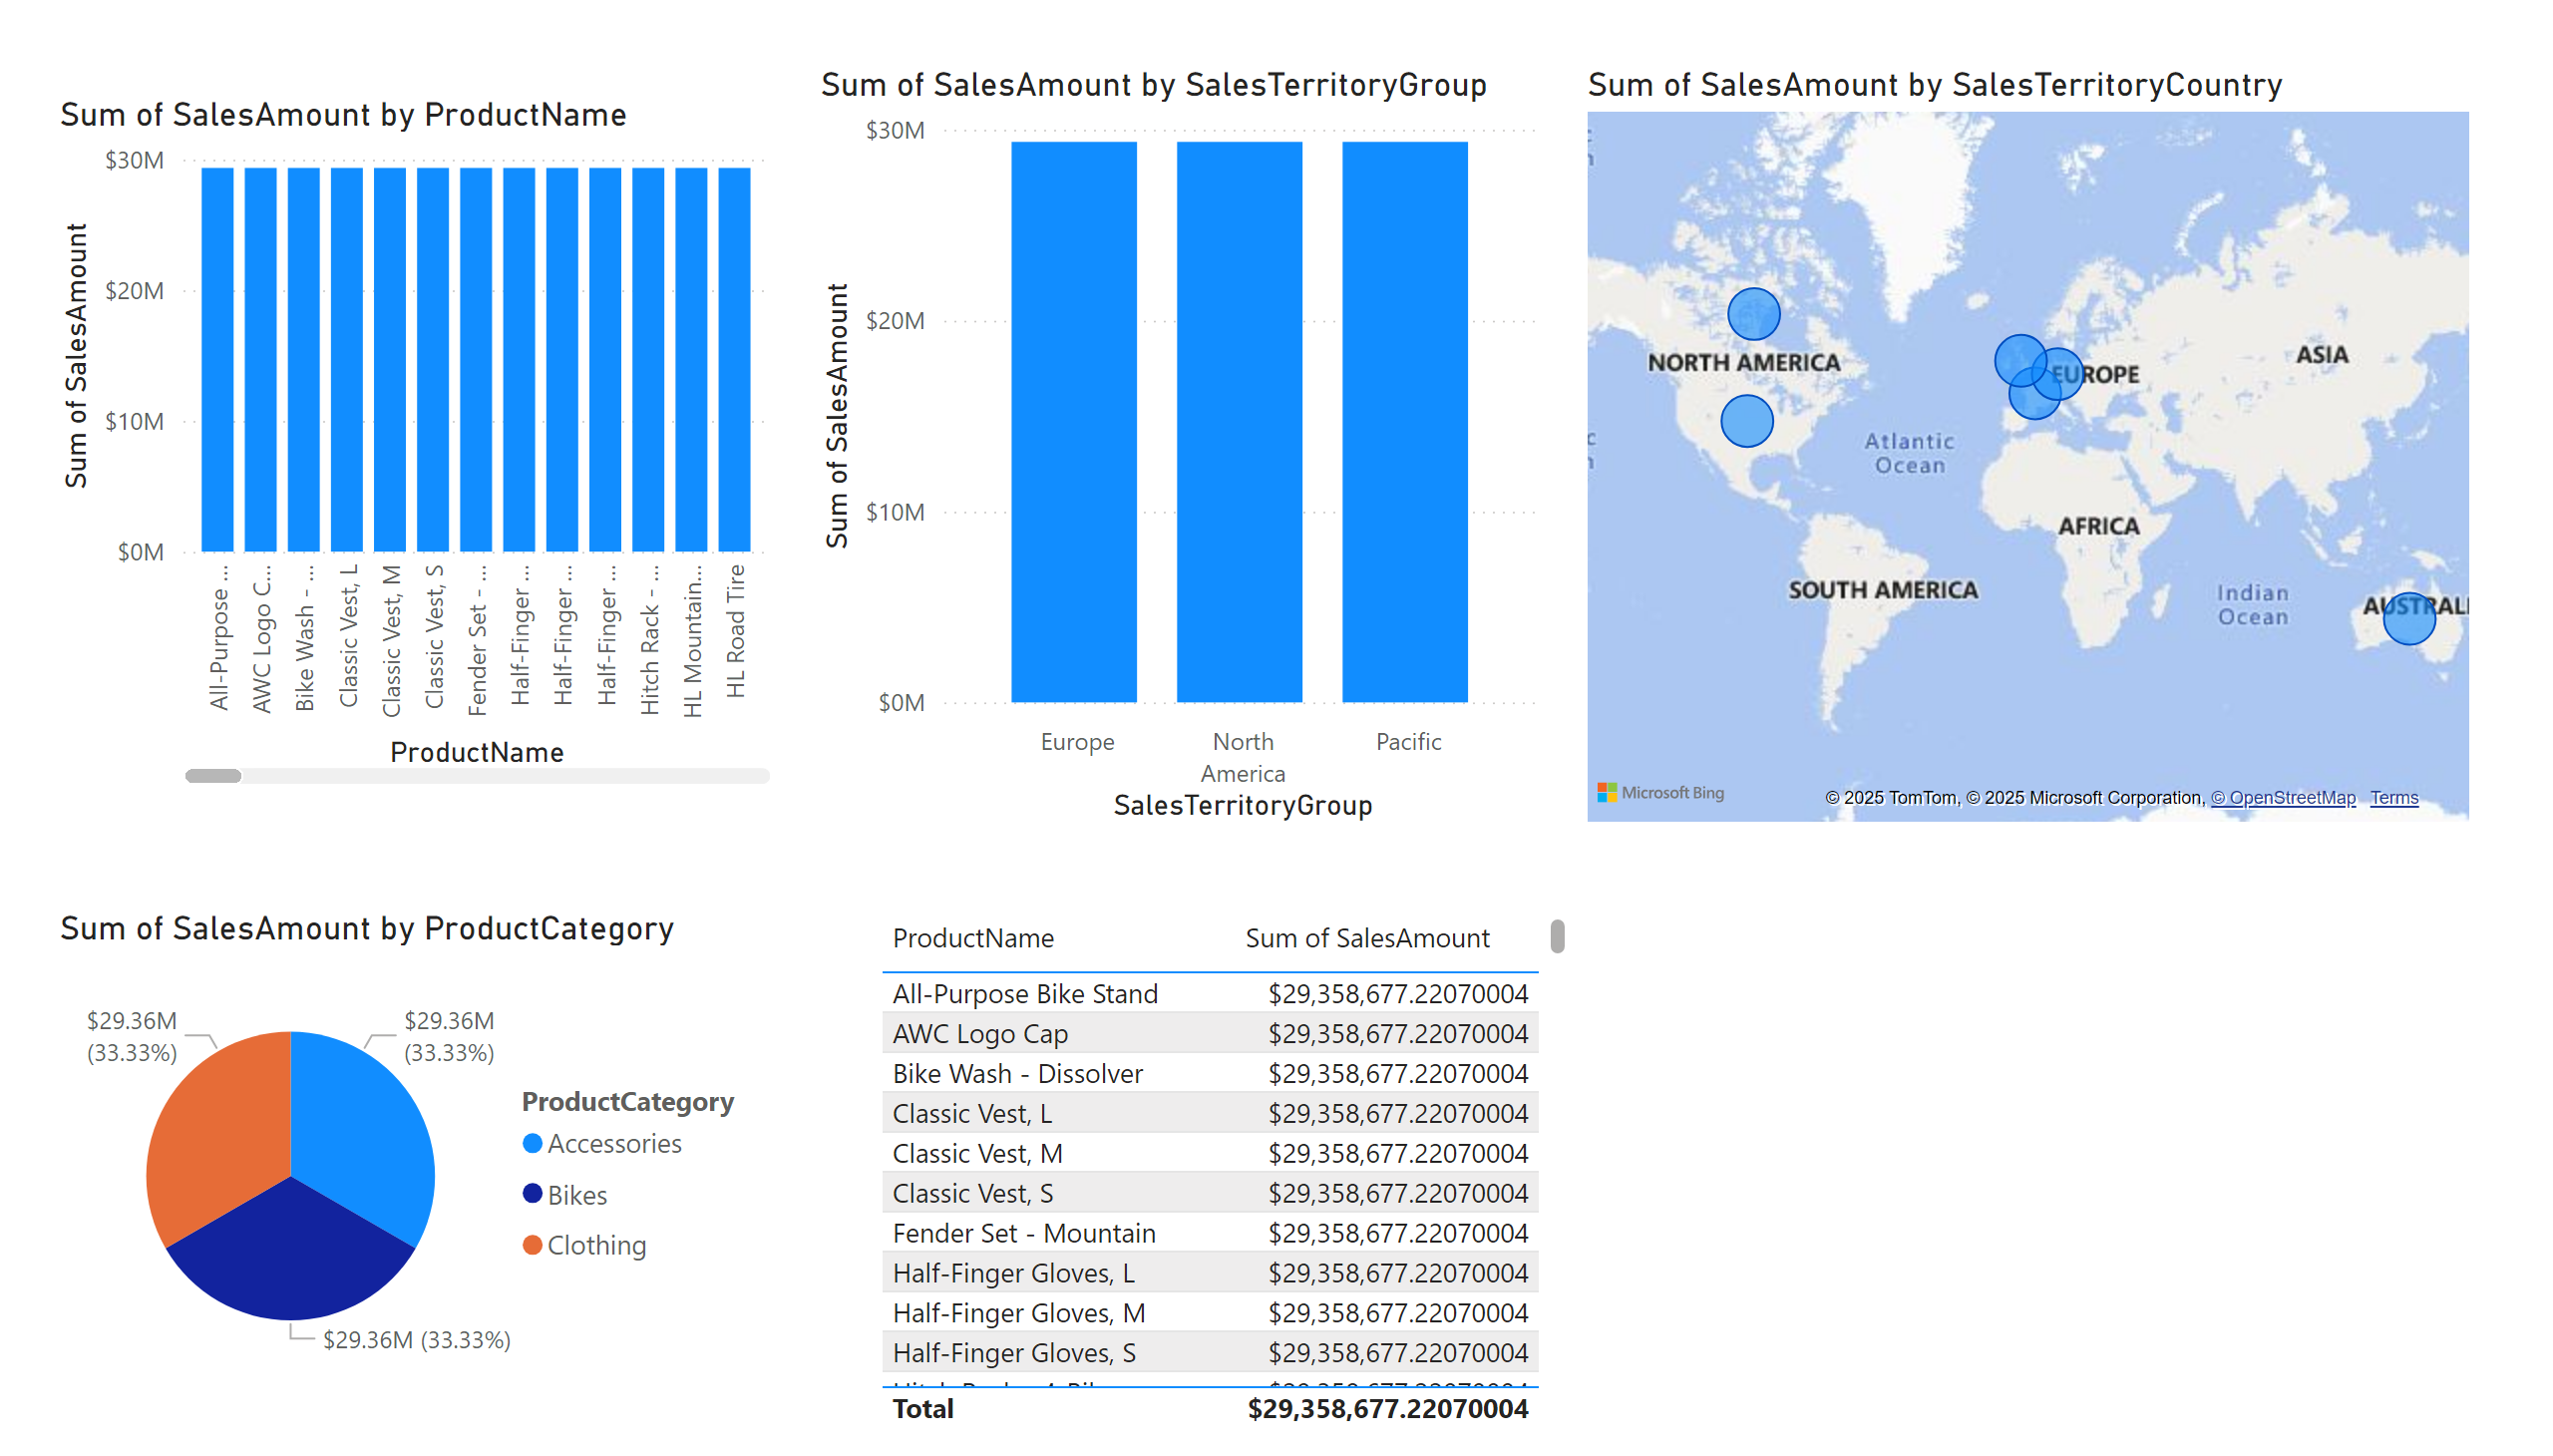 Sum of SalesAmount by ProductName
Sum of SalesAmount
$30M
$20M
$10M
$0M
All-Purpose ...
AWC Logo C...
Bike Wash - ...
Classic Vest, L
Classic Vest, M
Classic Vest, S
Fender Set - ...
Half-Finger ...
Half-Finger ...
Half-Finger ...
Hitch Rack - ...
HL Mountain...
HL Road Tire
ProductName
Sum of SalesAmount by SalesTerritoryGroup
Sum of SalesAmount
$30M
$20M
$10M
$0M
Europe
North
America
Pacific
SalesTerritoryGroup
Sum of SalesAmount by SalesTerritoryCountry
NORTH AMERICA
EUROPE
ASIA
Atlantic
Ocean
AFRICA
SOUTH AMERICA
Indian
Ocean
AUSTRALI
Microsoft Bing
© 2025 TomTom, © 2025 Microsoft Corporation, © OpenStreetMap Terms
Sum of SalesAmount by ProductCategory
$29.36M
(33.33%)
$29.36M
(33.33%)
$29.36M (33.33%)
ProductCategory
Accessories
Bikes
Clothing
ProductName Sum of SalesAmount
All-Purpose Bike Stand $29,358,677.22070004
AWC Logo Cap $29,358,677.22070004
Bike Wash - Dissolver $29,358,677.22070004
Classic Vest, L $29,358,677.22070004
Classic Vest, M $29,358,677.22070004
Classic Vest, S $29,358,677.22070004
Fender Set - Mountain $29,358,677.22070004
Half-Finger Gloves, L $29,358,677.22070004
Half-Finger Gloves, M $29,358,677.22070004
Half-Finger Gloves, S $29,358,677.22070004
Total $29,358,677.22070004